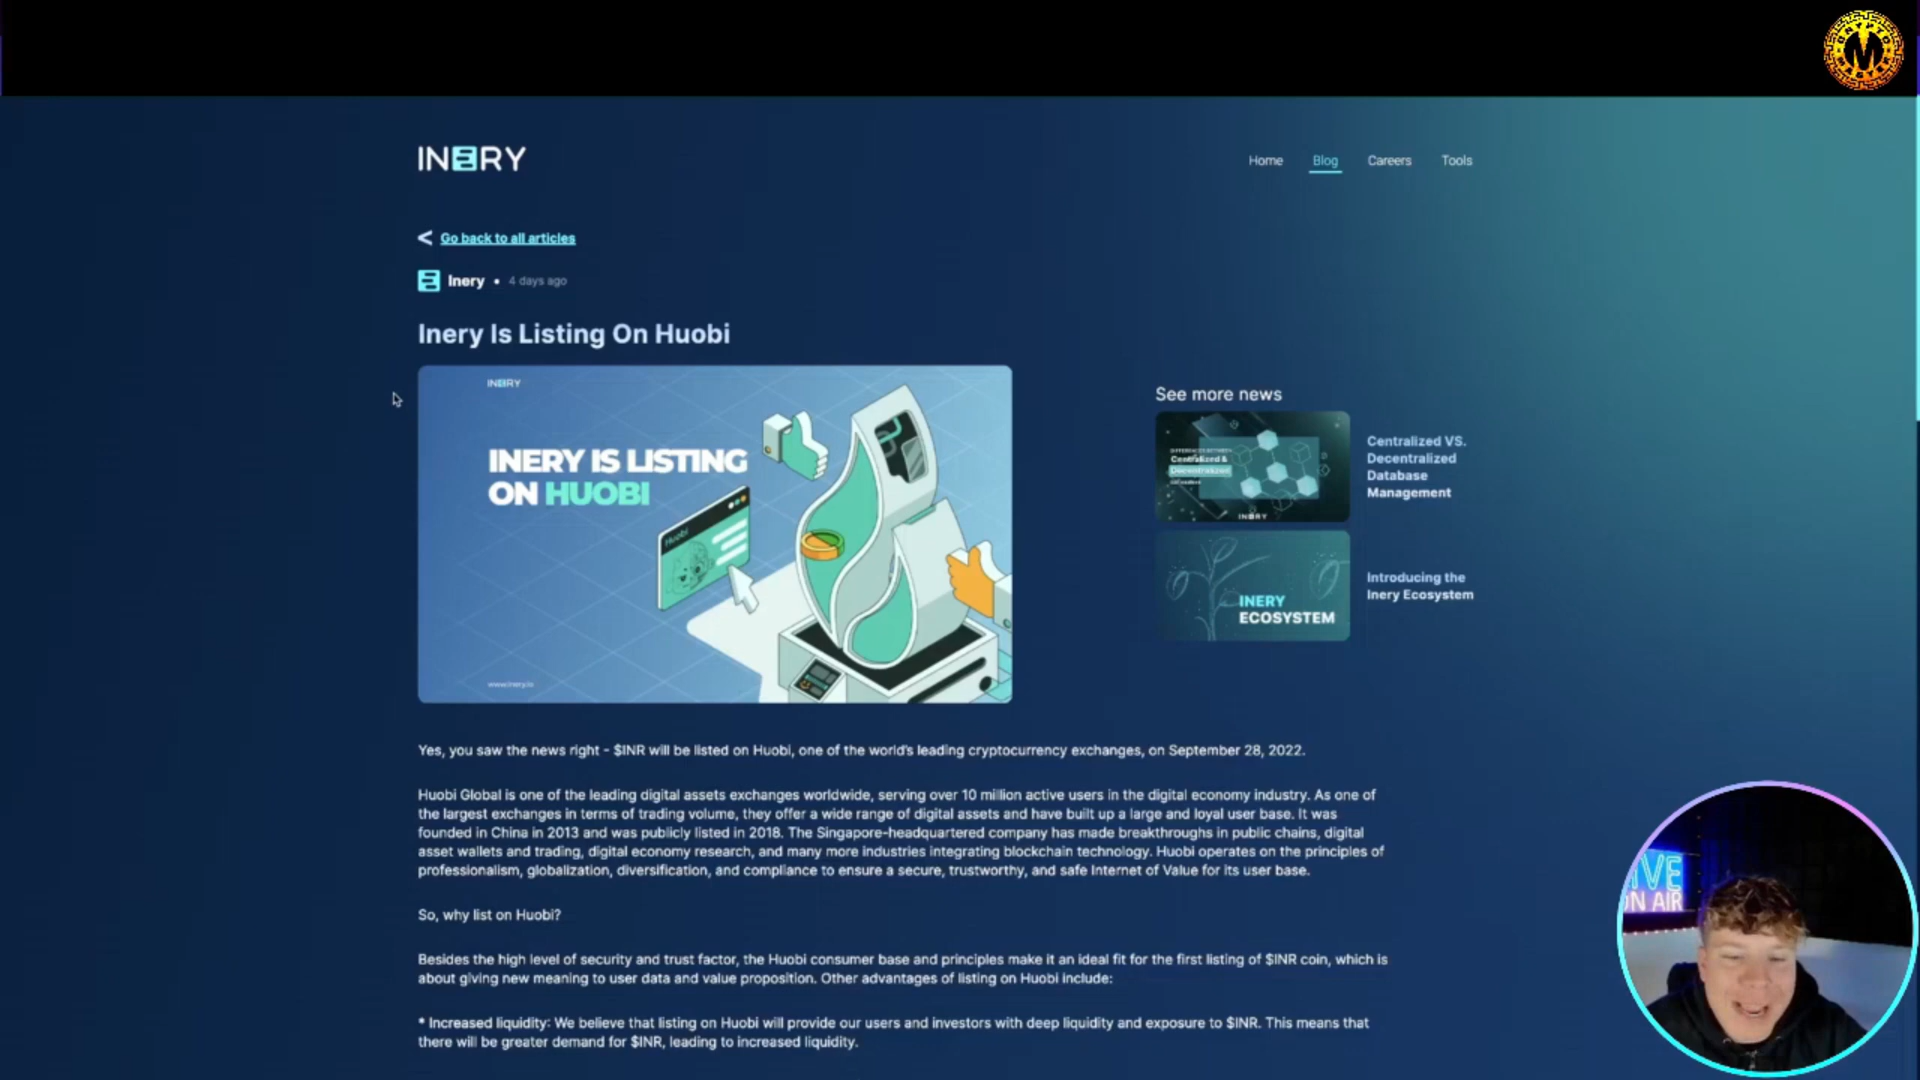 INERY
Home
Blog
Careers
Tools
< Go back to all articles
Inery • 4 days ago
Inery Is Listing On Huobi
INERY
INERY IS LISTING
ON HUOBI
Huobi
www.inery.io
See more news
Centralized &
Decentralized
INERY
Centralized VS.
Decentralized
Database
Management
INERY
ECOSYSTEM
Introducing the
Inery Ecosystem
Yes, you saw the news right - $INR will be listed on Huobi, one of the world's leading cryptocurrency exchanges, on September 28, 2022.
Huobi Global is one of the leading digital assets exchanges worldwide, serving over 10 million active users in the digital economy industry. As one of
the largest exchanges in terms of trading volume, they offer a wide range of digital assets and have built up a large and loyal user base. It was
founded in China in 2013 and was publicly listed in 2018. The Singapore-headquartered company has made breakthroughs in public chains, digital
asset wallets and trading, digital economy research, and many more industries integrating blockchain technology. Huobi operates on the principles of
professionalism, globalization, diversification, and compliance to ensure a secure, trustworthy, and safe Internet of Value for its user base.
So, why list on Huobi?
Besides the high level of security and trust factor, the Huobi consumer base and principles make it an ideal fit for the first listing of $INR coin, which is
about giving new meaning to user data and value proposition. Other advantages of listing on Huobi include:
* Increased liquidity: We believe that listing on Huobi will provide our users and investors with deep liquidity and exposure to $INR. This means that
there will be greater demand for $INR, leading to increased liquidity.
IVE
ON AIR